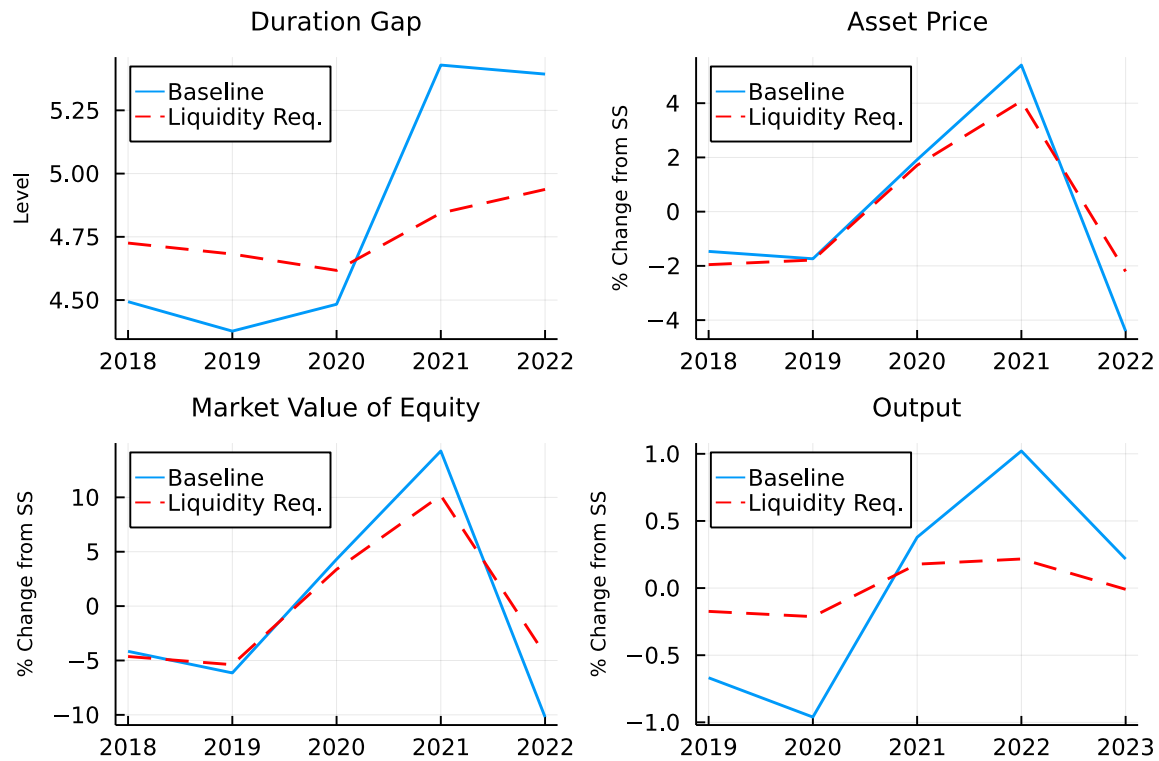 Duration Gap
Level
Baseline
Liquidity Req.
5.25
5.00
4.75
4.50
2018 2019 2020 2021 2022
Asset Price
% Change from SS
Baseline
Liquidity Req.
4
2
0
−2
−4
2018 2019 2020 2021 2022
Market Value of Equity
% Change from SS
Baseline
Liquidity Req.
10
5
0
−5
−10
2018 2019 2020 2021 2022
Output
% Change from SS
Baseline
Liquidity Req.
1.0
0.5
0.0
−0.5
−1.0
2019 2020 2021 2022 2023